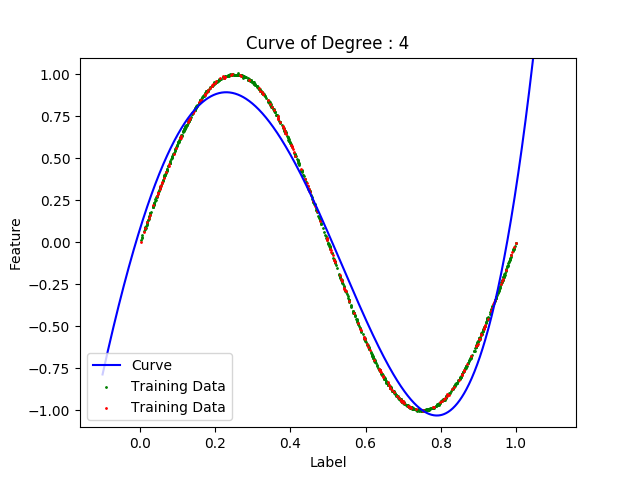 Curve of Degree : 4
1.00
0.75
0.50
0.25
0.00
−0.25
−0.50
−0.75
−1.00
Feature
Curve
Training Data
Training Data
0.0 0.2 0.4 0.6 0.8 1.0
Label